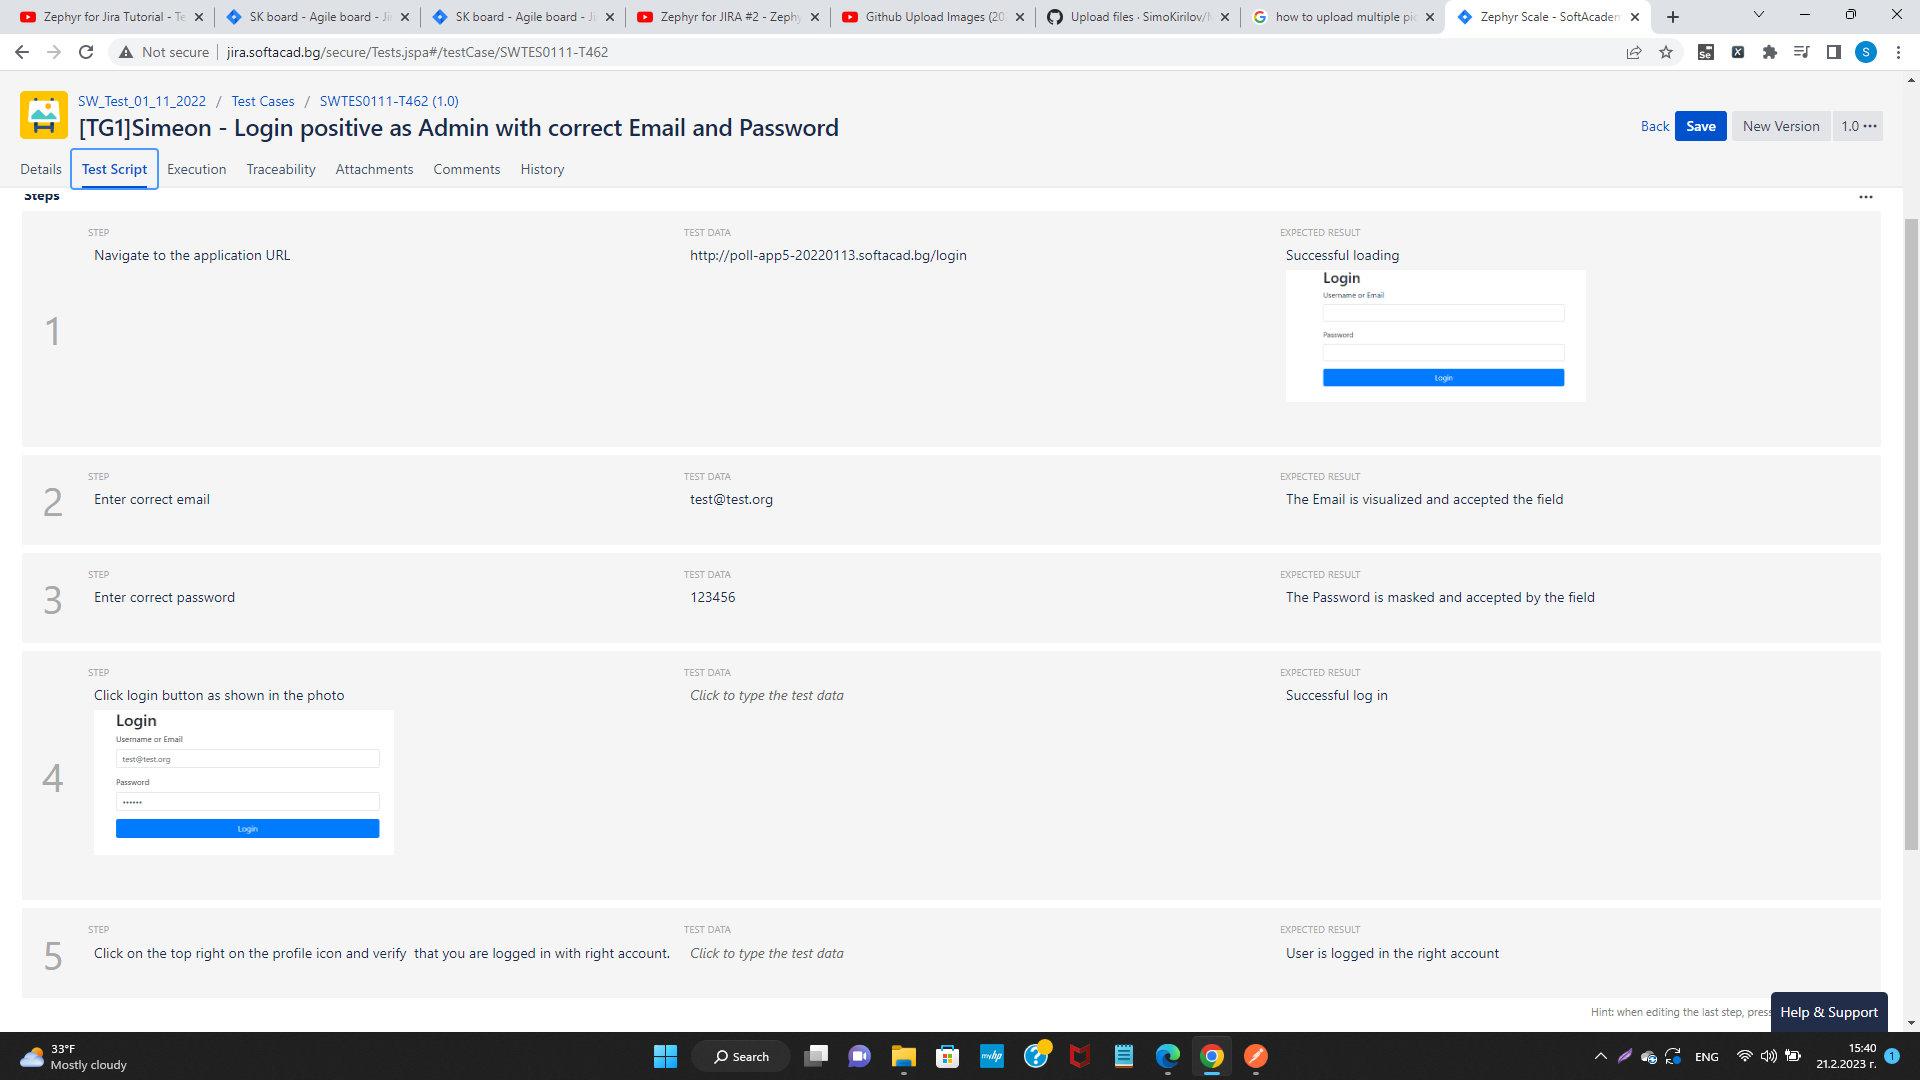 Zephyr for Jira Tutorial - Te
SK board - Agile board - Ji
SK board - Agile board - Ji
Zephyr for JIRA #2 - Zephy
Github Upload Images (20
Upload files · SimoKirilov/
how to upload multiple pi
Zephyr Scale - SoftAcadem
Not secure
jira.softacad.bg/secure/Tests.jspa#/testCase/SWTES0111-T462
Se
X
S
SW_Test_01_11_2022 / Test Cases / SWTES0111-T462 (1.0)
[TG1]Simeon - Login positive as Admin with correct Email and Password
Back
Save
New Version
1.0
Details
Test Script
Execution
Traceability
Attachments
Comments
History
Steps
1
STEP
Navigate to the application URL
TEST DATA
http://poll-app5-20220113.softacad.bg/login
EXPECTED RESULT
Successful loading
Login
Username or Email
Password
Login
2
STEP
Enter correct email
TEST DATA
test@test.org
EXPECTED RESULT
The Email is visualized and accepted the field
3
STEP
Enter correct password
TEST DATA
123456
EXPECTED RESULT
The Password is masked and accepted by the field
4
STEP
Click login button as shown in the photo
Login
Username or Email
test@test.org
Password
••••••
Login
TEST DATA
Click to type the test data
EXPECTED RESULT
Successful log in
5
STEP
Click on the top right on the profile icon and verify  that you are logged in with right account.
TEST DATA
Click to type the test data
EXPECTED RESULT
User is logged in the right account
Hint: when editing the last step, press
Help & Support
33°F
Mostly cloudy
Search
myhp
ENG
15:40
21.2.2023 г.
1